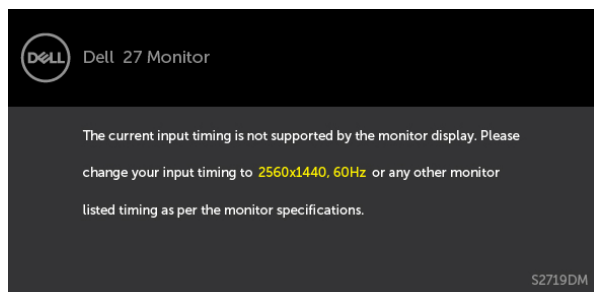 DELL
Dell 27 Monitor
The current input timing is not supported by the monitor display. Please
change your input timing to 2560x1440, 60Hz or any other monitor
listed timing as per the monitor specifications.
S2719DM